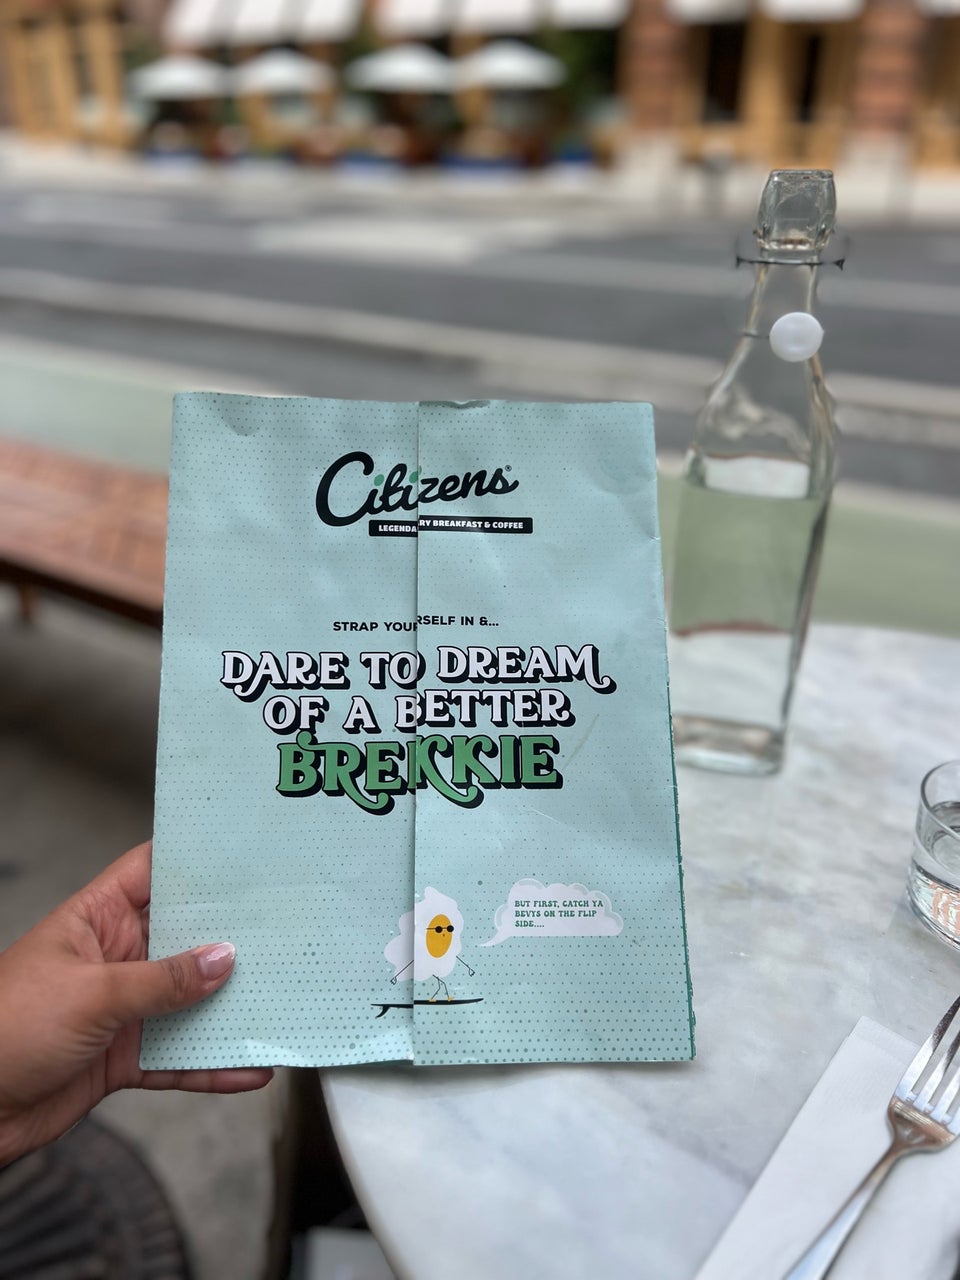 Citizens®
LEGENDARY BREAKFAST & COFFEE
STRAP YOURSELF IN &...
DARE TO DREAM
OF A BETTER
BREKKIE
BUT FIRST, CATCH YA
BEVYS ON THE FLIP
SIDE....